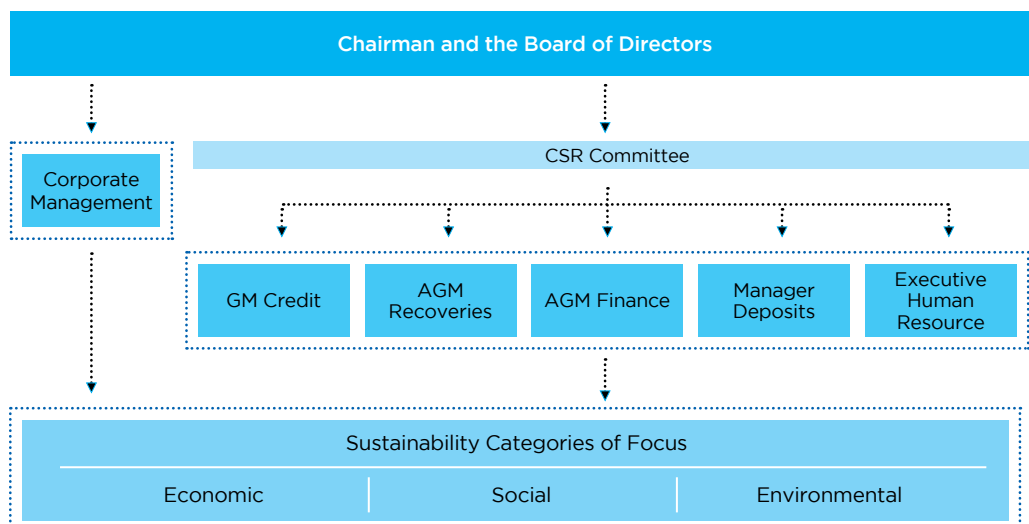 Chairman and the Board of Directors
Corporate
Management
CSR Committee
GM Credit
AGM
Recoveries
AGM Finance
Manager
Deposits
Executive
Human
Resource
Sustainability Categories of Focus
Economic
Social
Environmental